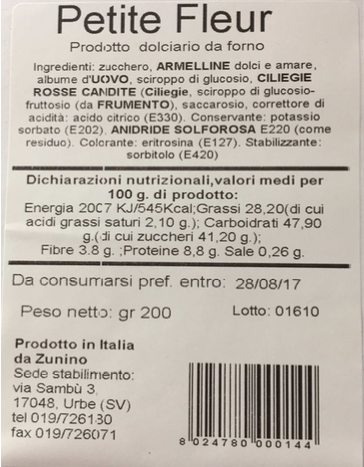 Petite Fleur
Prodotto dolciario da forno
Ingredienti: zucchero, ARMELLINE dolci e amare,
albume d'UOVO, sciroppo di glucosio, CILIEGIE
ROSSE CANDITE (Ciliegie, sciroppo di glucosio-
fruttosio (da FRUMENTO), saccarosio, correttore di
acidità: acido citrico (E330). Conservante: potassio
sorbato (E202). ANIDRIDE SOLFOROSA E220 (come
residuo). Colorante: eritrosina (E127). Stabilizzante:
sorbitolo (E420)
Dichiarazioni nutrizionali,valori medi per
100 g. di prodotto:
Energia 2007 KJ/545Kcal;Grassi 28,20(di cui
acidi grassi saturi 2,10 g.); Carboidrati 47,90
g.(di cui zuccheri 41,20 g.);
Fibre 3.8 g. ;Proteine 8,8 g. Sale 0,26 g.
Da consumarsi pref. entro: 28/08/17
Peso netto: gr 200 Lotto: 01610
Prodotto in Italia
da Zunino
Sede stabilimento:
via Sambù 3,
17048, Urbe (SV)
tel 019/726130
fax 019/726071
8 024780 000144